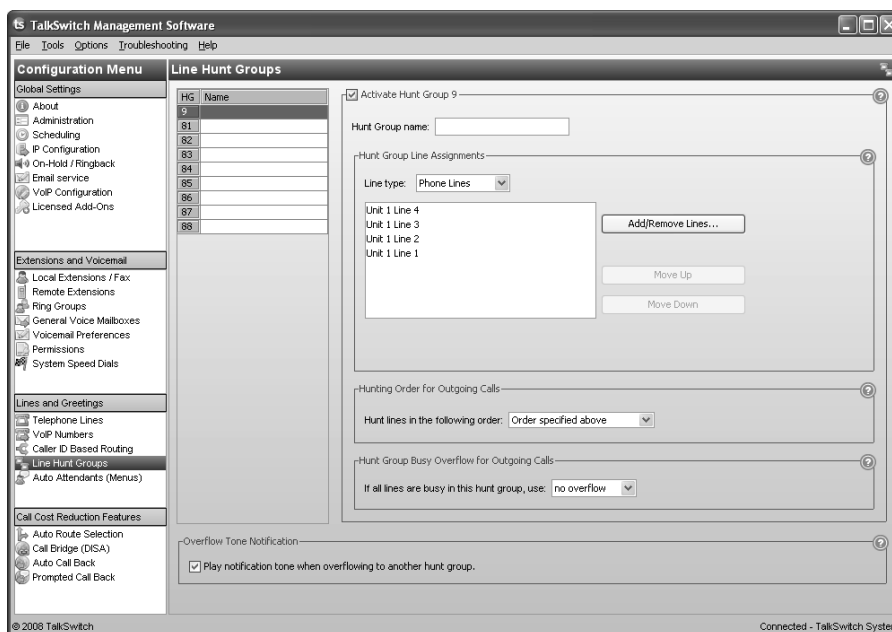 ts TalkSwitch Management Software
File Tools Options Troubleshooting Help
Configuration Menu
Global Settings
About
Administration
Scheduling
IP Configuration
On-Hold / Ringback
Email service
VoIP Configuration
Licensed Add-Ons
Extensions and Voicemail
Local Extensions / Fax
Remote Extensions
Ring Groups
General Voice Mailboxes
Voicemail Preferences
Permissions
System Speed Dials
Lines and Greetings
Telephone Lines
VoIP Numbers
Caller ID Based Routing
Line Hunt Groups
Auto Attendants (Menus)
Call Cost Reduction Features
Auto Route Selection
Call Bridge (DISA)
Auto Call Back
Prompted Call Back
Line Hunt Groups
HG Name
9
81
82
83
84
85
86
87
88
Activate Hunt Group 9
Hunt Group name:
Hunt Group Line Assignments
Line type: Phone Lines
Unit 1 Line 4
Unit 1 Line 3
Unit 1 Line 2
Unit 1 Line 1
Add/Remove Lines...
Move Up
Move Down
Hunting Order for Outgoing Calls
Hunt lines in the following order: Order specified above
Hunt Group Busy Overflow for Outgoing Calls
If all lines are busy in this hunt group, use: no overflow
Overflow Tone Notification
Play notification tone when overflowing to another hunt group.
© 2008 TalkSwitch
Connected - TalkSwitch System